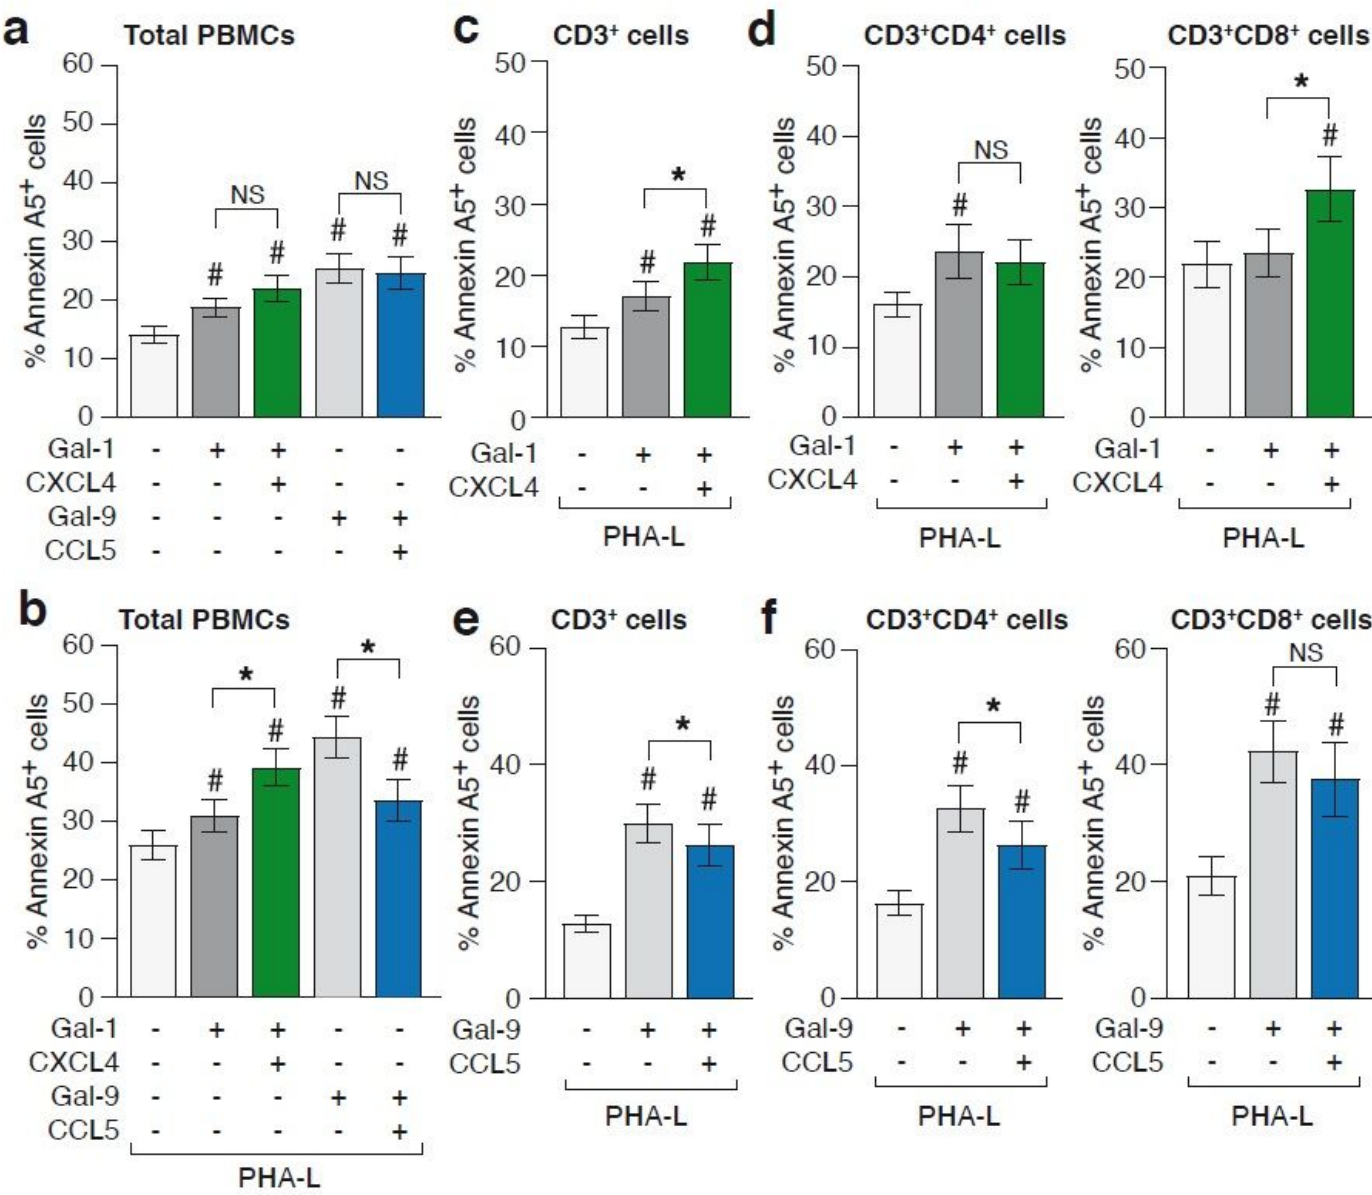 a Total PBMCs
% Annexin A5+ cells
60
50
40
30
20
10
0
NS
NS
#
#
#
#
Gal-1 - + + - -
CXCL4 - - + - -
Gal-9 - - - + +
CCL5 - - - - +
c CD3+ cells
% Annexin A5+ cells
50
40
30
20
10
0
*
#
#
Gal-1 - + +
CXCL4 - - +
PHA-L
d CD3+CD4+ cells
% Annexin A5+ cells
50
40
30
20
10
0
NS
#
Gal-1 - + +
CXCL4 - - +
PHA-L
CD3+CD8+ cells
% Annexin A5+ cells
50
40
30
20
10
0
*
#
Gal-1 - + +
CXCL4 - - +
PHA-L
b Total PBMCs
% Annexin A5+ cells
60
50
40
30
20
10
0
*
*
#
#
#
#
Gal-1 - + + - -
CXCL4 - - + - -
Gal-9 - - - + +
CCL5 - - - - +
PHA-L
e CD3+ cells
% Annexin A5+ cells
60
40
20
0
*
#
#
Gal-9 - + +
CCL5 - - +
PHA-L
f CD3+CD4+ cells
% Annexin A5+ cells
60
40
20
0
*
#
#
Gal-9 - + +
CCL5 - - +
PHA-L
CD3+CD8+ cells
% Annexin A5+ cells
60
40
20
0
NS
#
#
Gal-9 - + +
CCL5 - - +
PHA-L